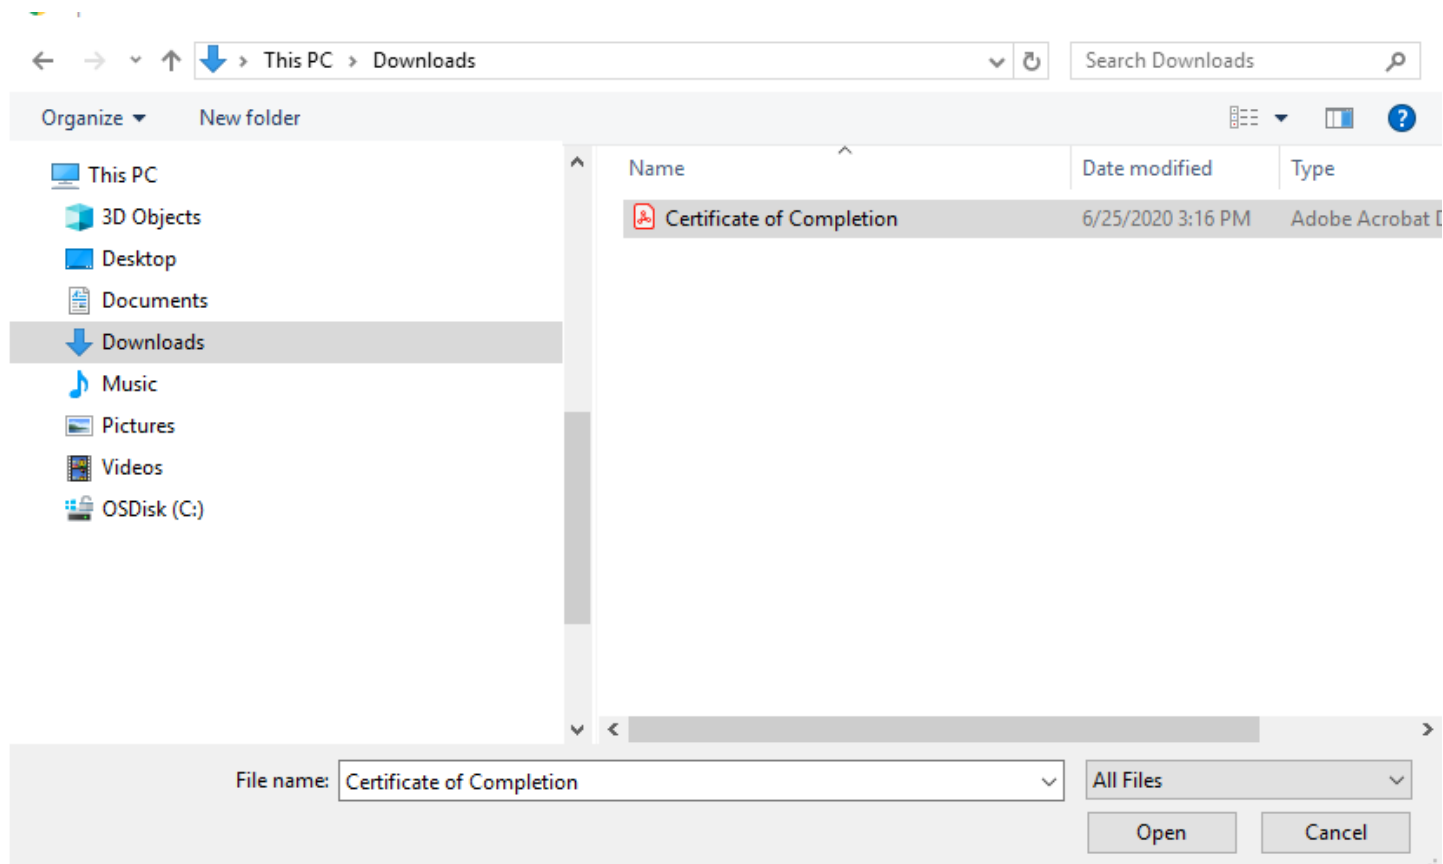 This PC > Downloads
Search Downloads
Organize
New folder
?
Name
Date modified
Type
This PC
3D Objects
Desktop
Documents
Downloads
Music
Pictures
Videos
OSDisk (C:)
Certificate of Completion
6/25/2020 3:16 PM
Adobe Acrobat D
File name:
Certificate of Completion
All Files
Open
Cancel